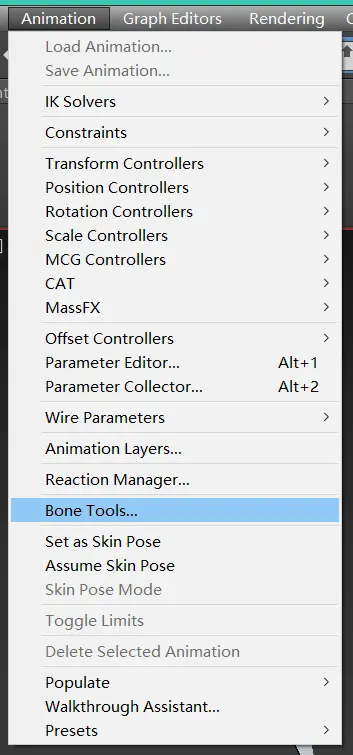 Animation Graph Editors Rendering
Load Animation...
Save Animation...
IK Solvers
Constraints
Transform Controllers
Position Controllers
Rotation Controllers
Scale Controllers
MCG Controllers
CAT
MassFX
Offset Controllers
Parameter Editor... Alt+1
Parameter Collector... Alt+2
Wire Parameters
Animation Layers...
Reaction Manager...
Bone Tools...
Set as Skin Pose
Assume Skin Pose
Skin Pose Mode
Toggle Limits
Delete Selected Animation
Populate
Walkthrough Assistant...
Presets